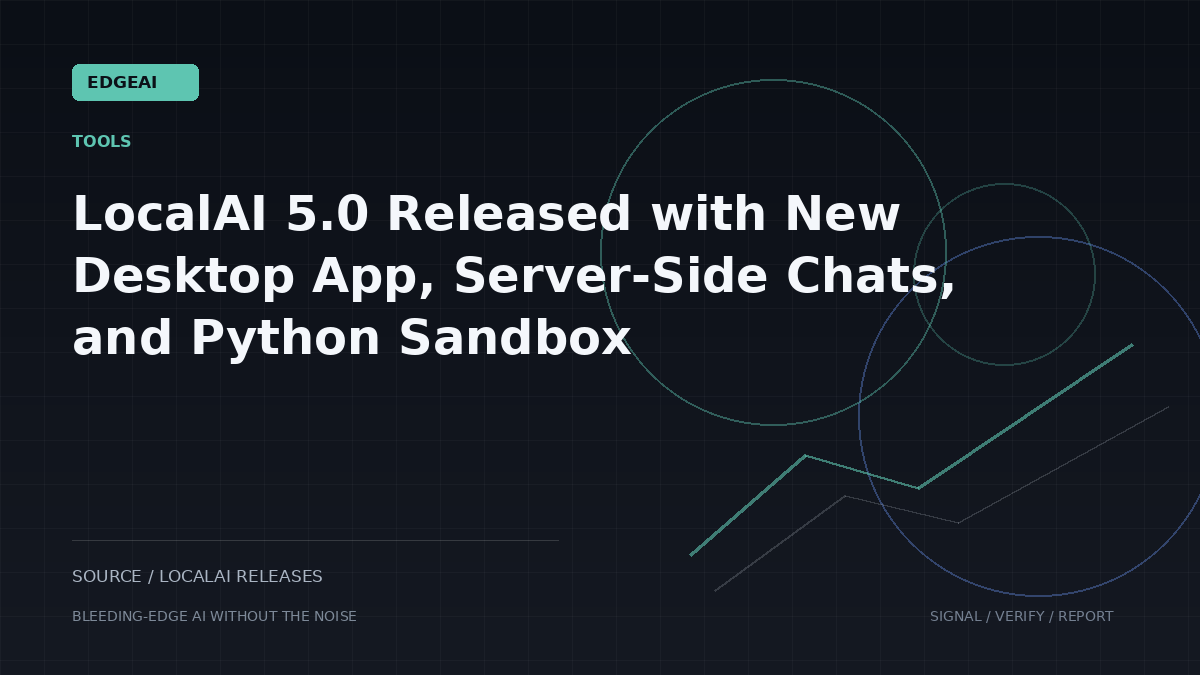 EDGEAI
TOOLS
LocalAI 5.0 Released with New
Desktop App, Server-Side Chats,
and Python Sandbox
SOURCE / LOCALAI RELEASES
BLEEDING-EDGE AI WITHOUT THE NOISE
SIGNAL / VERIFY / REPORT